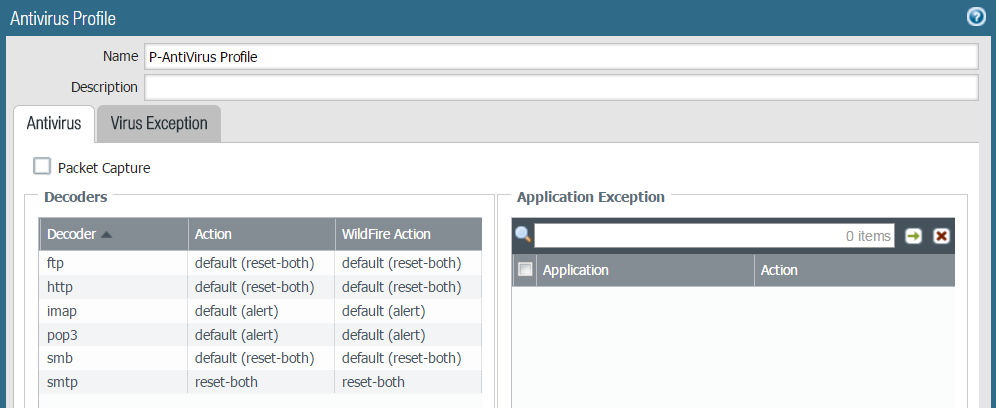 Antivirus Profile
Name P-AntiVirus Profile
Description
Antivirus Virus Exception
Packet Capture
Decoders
Decoder Action WildFire Action
ftp default (reset-both) default (reset-both)
http default (reset-both) default (reset-both)
imap default (alert) default (alert)
pop3 default (alert) default (alert)
smb default (reset-both) default (reset-both)
smtp reset-both reset-both
Application Exception
0 items
Application Action